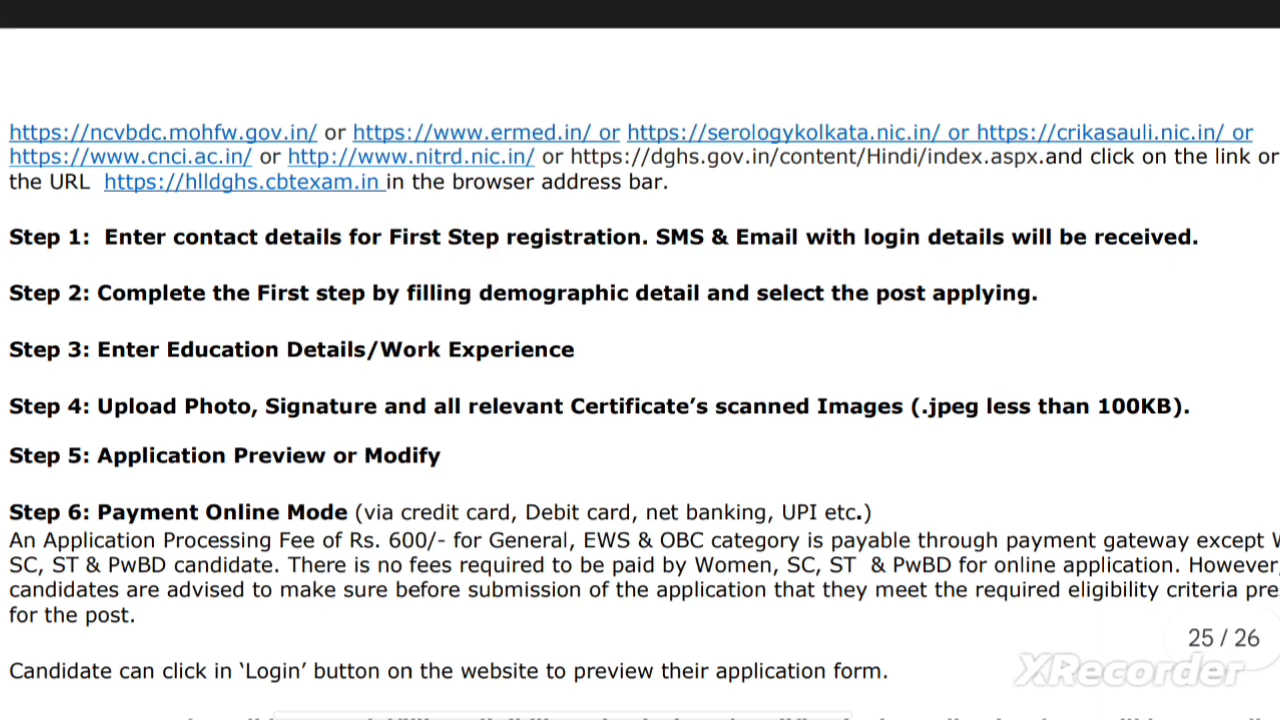 https://ncvbdc.mohfw.gov.in/ or https://www.ermed.in/ or https://serologykolkata.nic.in/ or https://crikasauli.nic.in/ or
https://www.cnci.ac.in/ or http://www.nitrd.nic.in/ or https://dghs.gov.in/content/Hindi/index.aspx.and click on the link or
the URL https://hlldghs.cbtexam.in in the browser address bar.
Step 1: Enter contact details for First Step registration. SMS & Email with login details will be received.
Step 2: Complete the First step by filling demographic detail and select the post applying.
Step 3: Enter Education Details/Work Experience
Step 4: Upload Photo, Signature and all relevant Certificate’s scanned Images (.jpeg less than 100KB).
Step 5: Application Preview or Modify
Step 6: Payment Online Mode (via credit card, Debit card, net banking, UPI etc.)
An Application Processing Fee of Rs. 600/- for General, EWS & OBC category is payable through payment gateway except
SC, ST & PwBD candidate. There is no fees required to be paid by Women, SC, ST & PwBD for online application. However,
candidates are advised to make sure before submission of the application that they meet the required eligibility criteria pre
for the post.
25 / 26
Candidate can click in ‘Login’ button on the website to preview their application form.
XRecorder